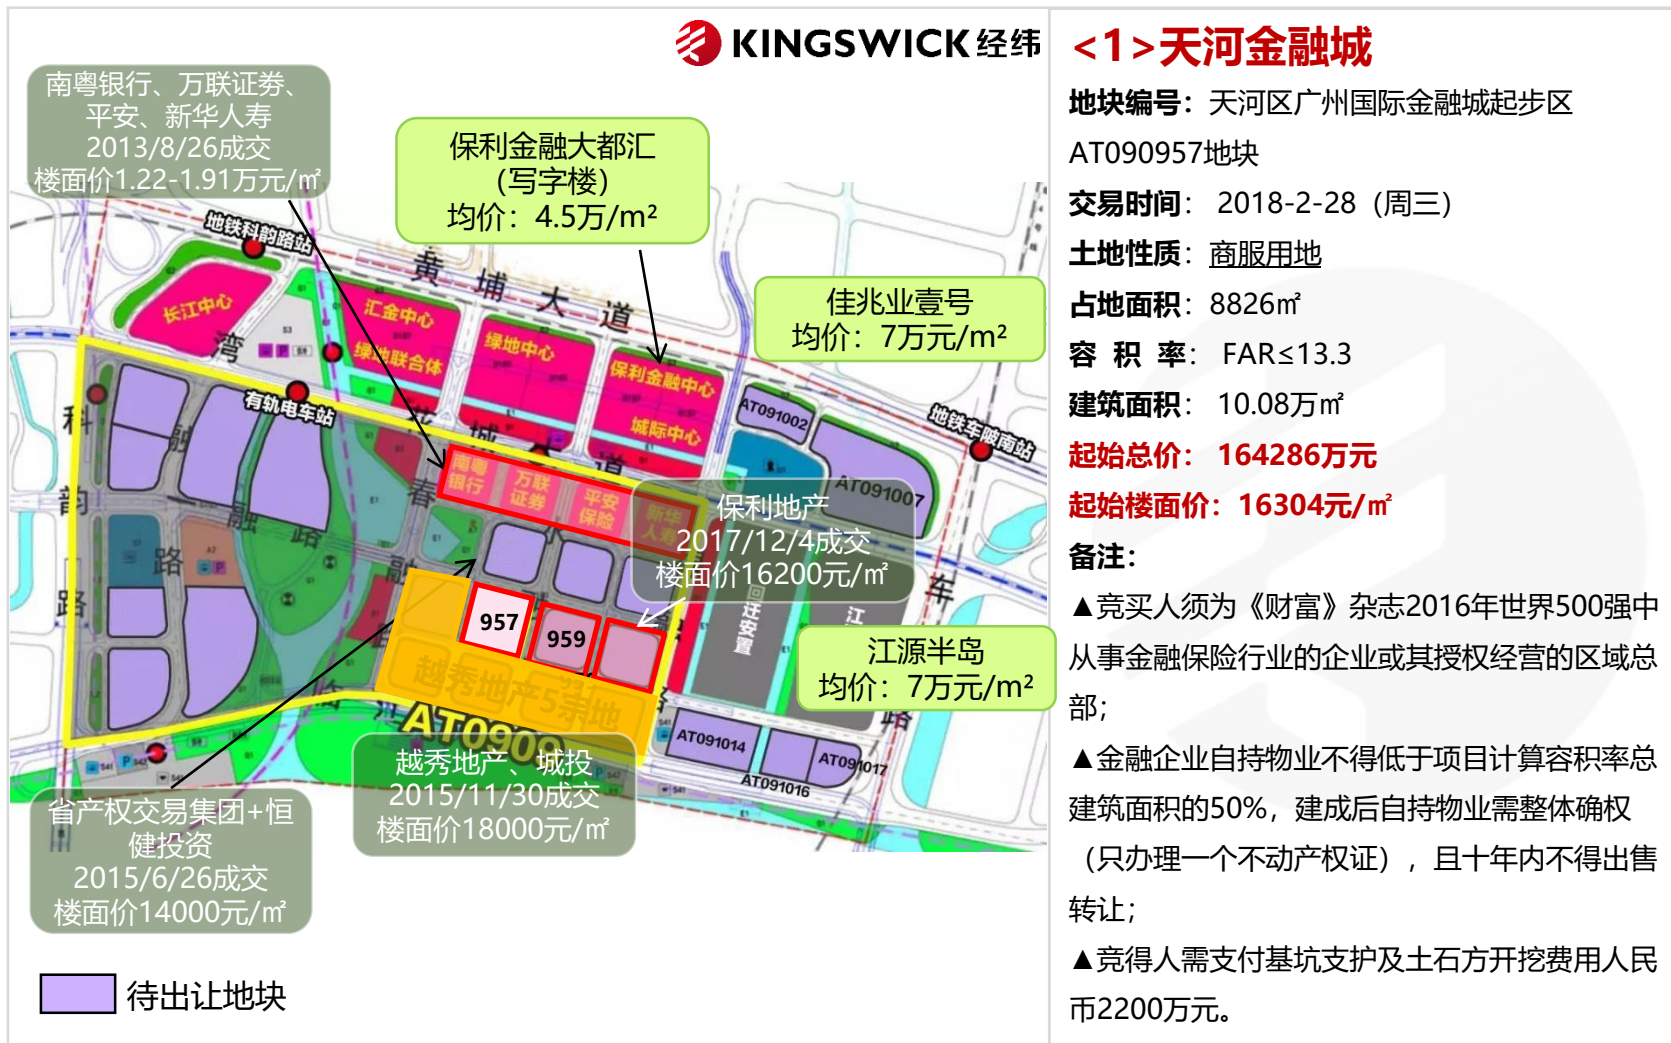 KINGSWICK 经纬
南粤银行、万联证券、
平安、新华人寿
2013/8/26成交
楼面价1.22-1.91万元/㎡
保利金融大都汇
（写字楼）
均价：4.5万/m²
佳兆业壹号
均价：7万元/m²
地铁科韵路站
黄埔大道
长江中心
汇金中心
绿地联合体
绿地中心
保利金融中心
城际中心
有轨电车站
地铁车陂南站
AT091002
AT091007
科韵路
南粤
银行
万联
证券
平安
保险
新华
人寿
保利地产
2017/12/4成交
楼面价16200元/㎡
回迁安置
江
957
959
江源半岛
均价：7万元/m²
越秀地产5宗地
AT0909
AT091014
AT091017
AT091016
越秀地产、城投
2015/11/30成交
楼面价18000元/㎡
省产权交易集团+恒
健投资
2015/6/26成交
楼面价14000元/㎡
待出让地块
<1>天河金融城
地块编号：天河区广州国际金融城起步区
AT090957地块
交易时间： 2018-2-28（周三）
土地性质：商服用地
占地面积：8826㎡
容 积 率： FAR≤13.3
建筑面积： 10.08万㎡
起始总价： 164286万元
起始楼面价：16304元/㎡
备注：
▲竞买人须为《财富》杂志2016年世界500强中
从事金融保险行业的企业或其授权经营的区域总
部；
▲金融企业自持物业不得低于项目计算容积率总
建筑面积的50%，建成后自持物业需整体确权
（只办理一个不动产权证），且十年内不得出售
转让；
▲竞得人需支付基坑支护及土石方开挖费用人民
币2200万元。